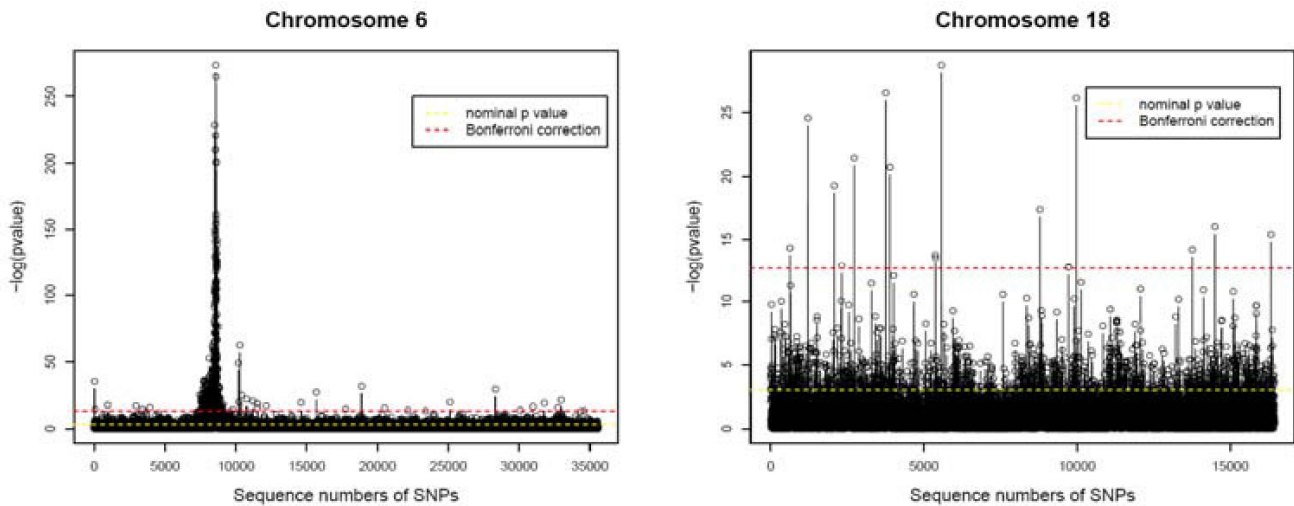 Chromosome 6
−log(pvalue)
250
200
150
100
50
0
nominal p value
Bonferroni correction
0 5000 10000 15000 20000 25000 30000 35000
Sequence numbers of SNPs
Chromosome 18
−log(pvalue)
25
20
15
10
5
0
nominal p value
Bonferroni correction
0 5000 10000 15000
Sequence numbers of SNPs